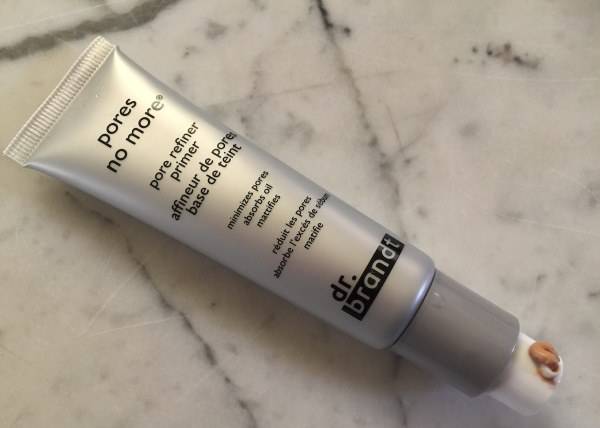 pores
no more®
pore refiner
primer
affineur de pores
base de teint
minimizes pores
absorbs oil
mattifies
réduit les pores
absorbe l'excés de sébum
matifie
dr.
brandt